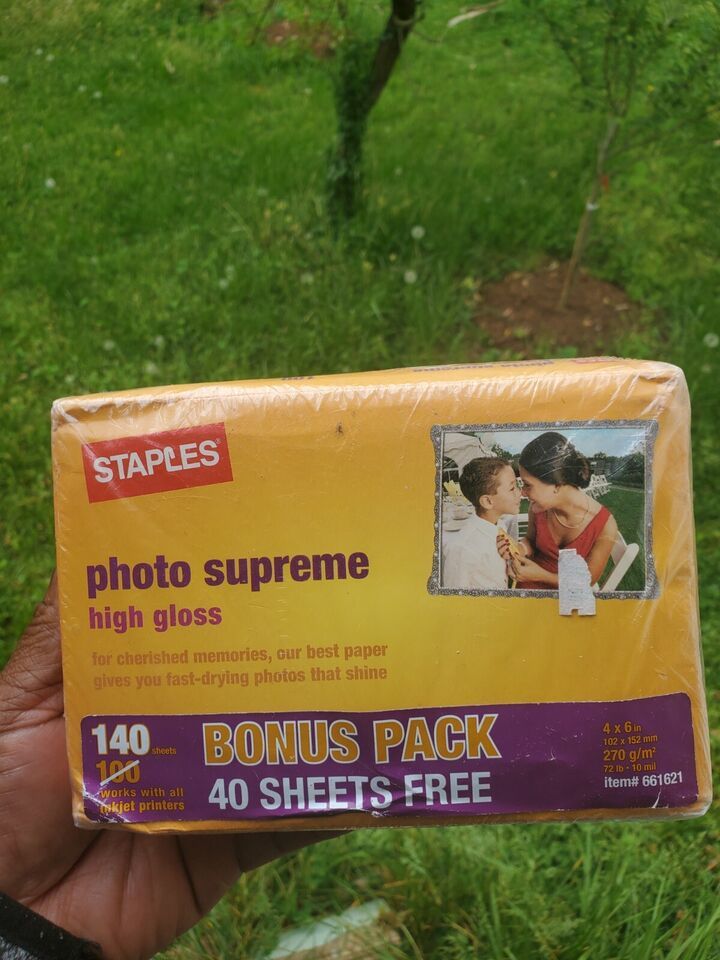 photo supreme
STAPLES
photo supreme
high gloss
for cherished memories, our best paper
gives you fast-drying photos that shine
140 sheets
100
works with all
inkjet printers
BONUS PACK
40 SHEETS FREE
4 x 6 in
102 x 152 mm
270 g/m²
72 lb • 10 mil
item# 661621